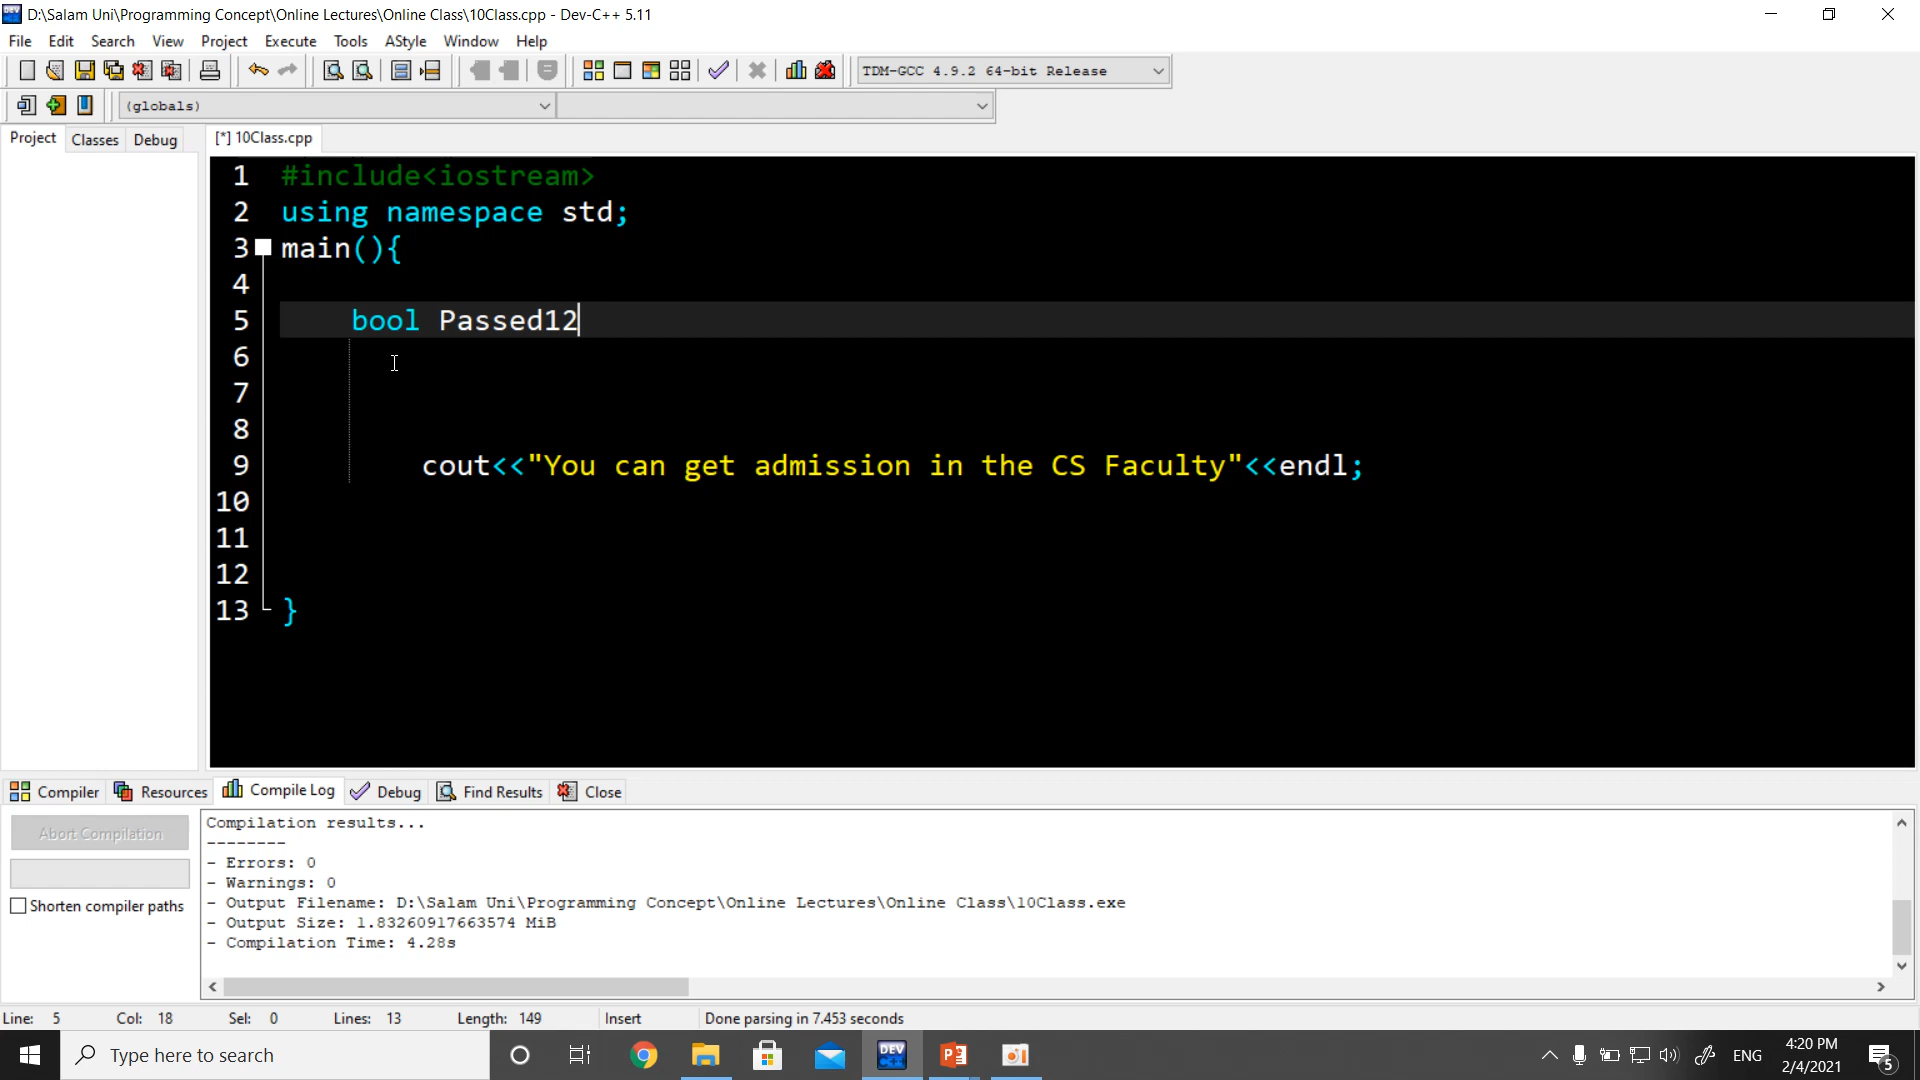 D:\Salam Uni\Programming Concept\Online Lectures\Online Class\10Class.cpp - Dev-C++ 5.11
File Edit Search View Project Execute Tools AStyle Window Help
TDM-GCC 4.9.2 64-bit Release
(globals)
Project Classes Debug [*] 10Class.cpp
1 #include<iostream>
2 using namespace std;
3 main(){
4
5 bool Passed12
6
7
8
9 cout<<"You can get admission in the CS Faculty"<<endl;
10
11
12
13 }
Compiler Resources Compile Log Debug Find Results Close
Abort Compilation
Shorten compiler paths
Compilation results...
--------
- Errors: 0
- Warnings: 0
- Output Filename: D:\Salam Uni\Programming Concept\Online Lectures\Online Class\10Class.exe
- Output Size: 1.83260917663574 MiB
- Compilation Time: 4.28s
Line: 5 Col: 18 Sel: 0 Lines: 13 Length: 149 Insert Done parsing in 7.453 seconds
Type here to search
DEV C++
ENG
4:20 PM
2/4/2021
5